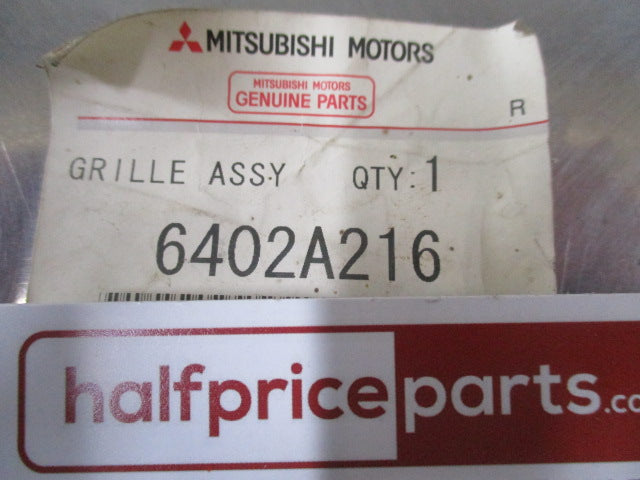 MITSUBISHI MOTORS
MITSUBISHI MOTORS
GENUINE PARTS
R
GRILLE ASSY QTY:1
6402A216
halfpriceparts.co